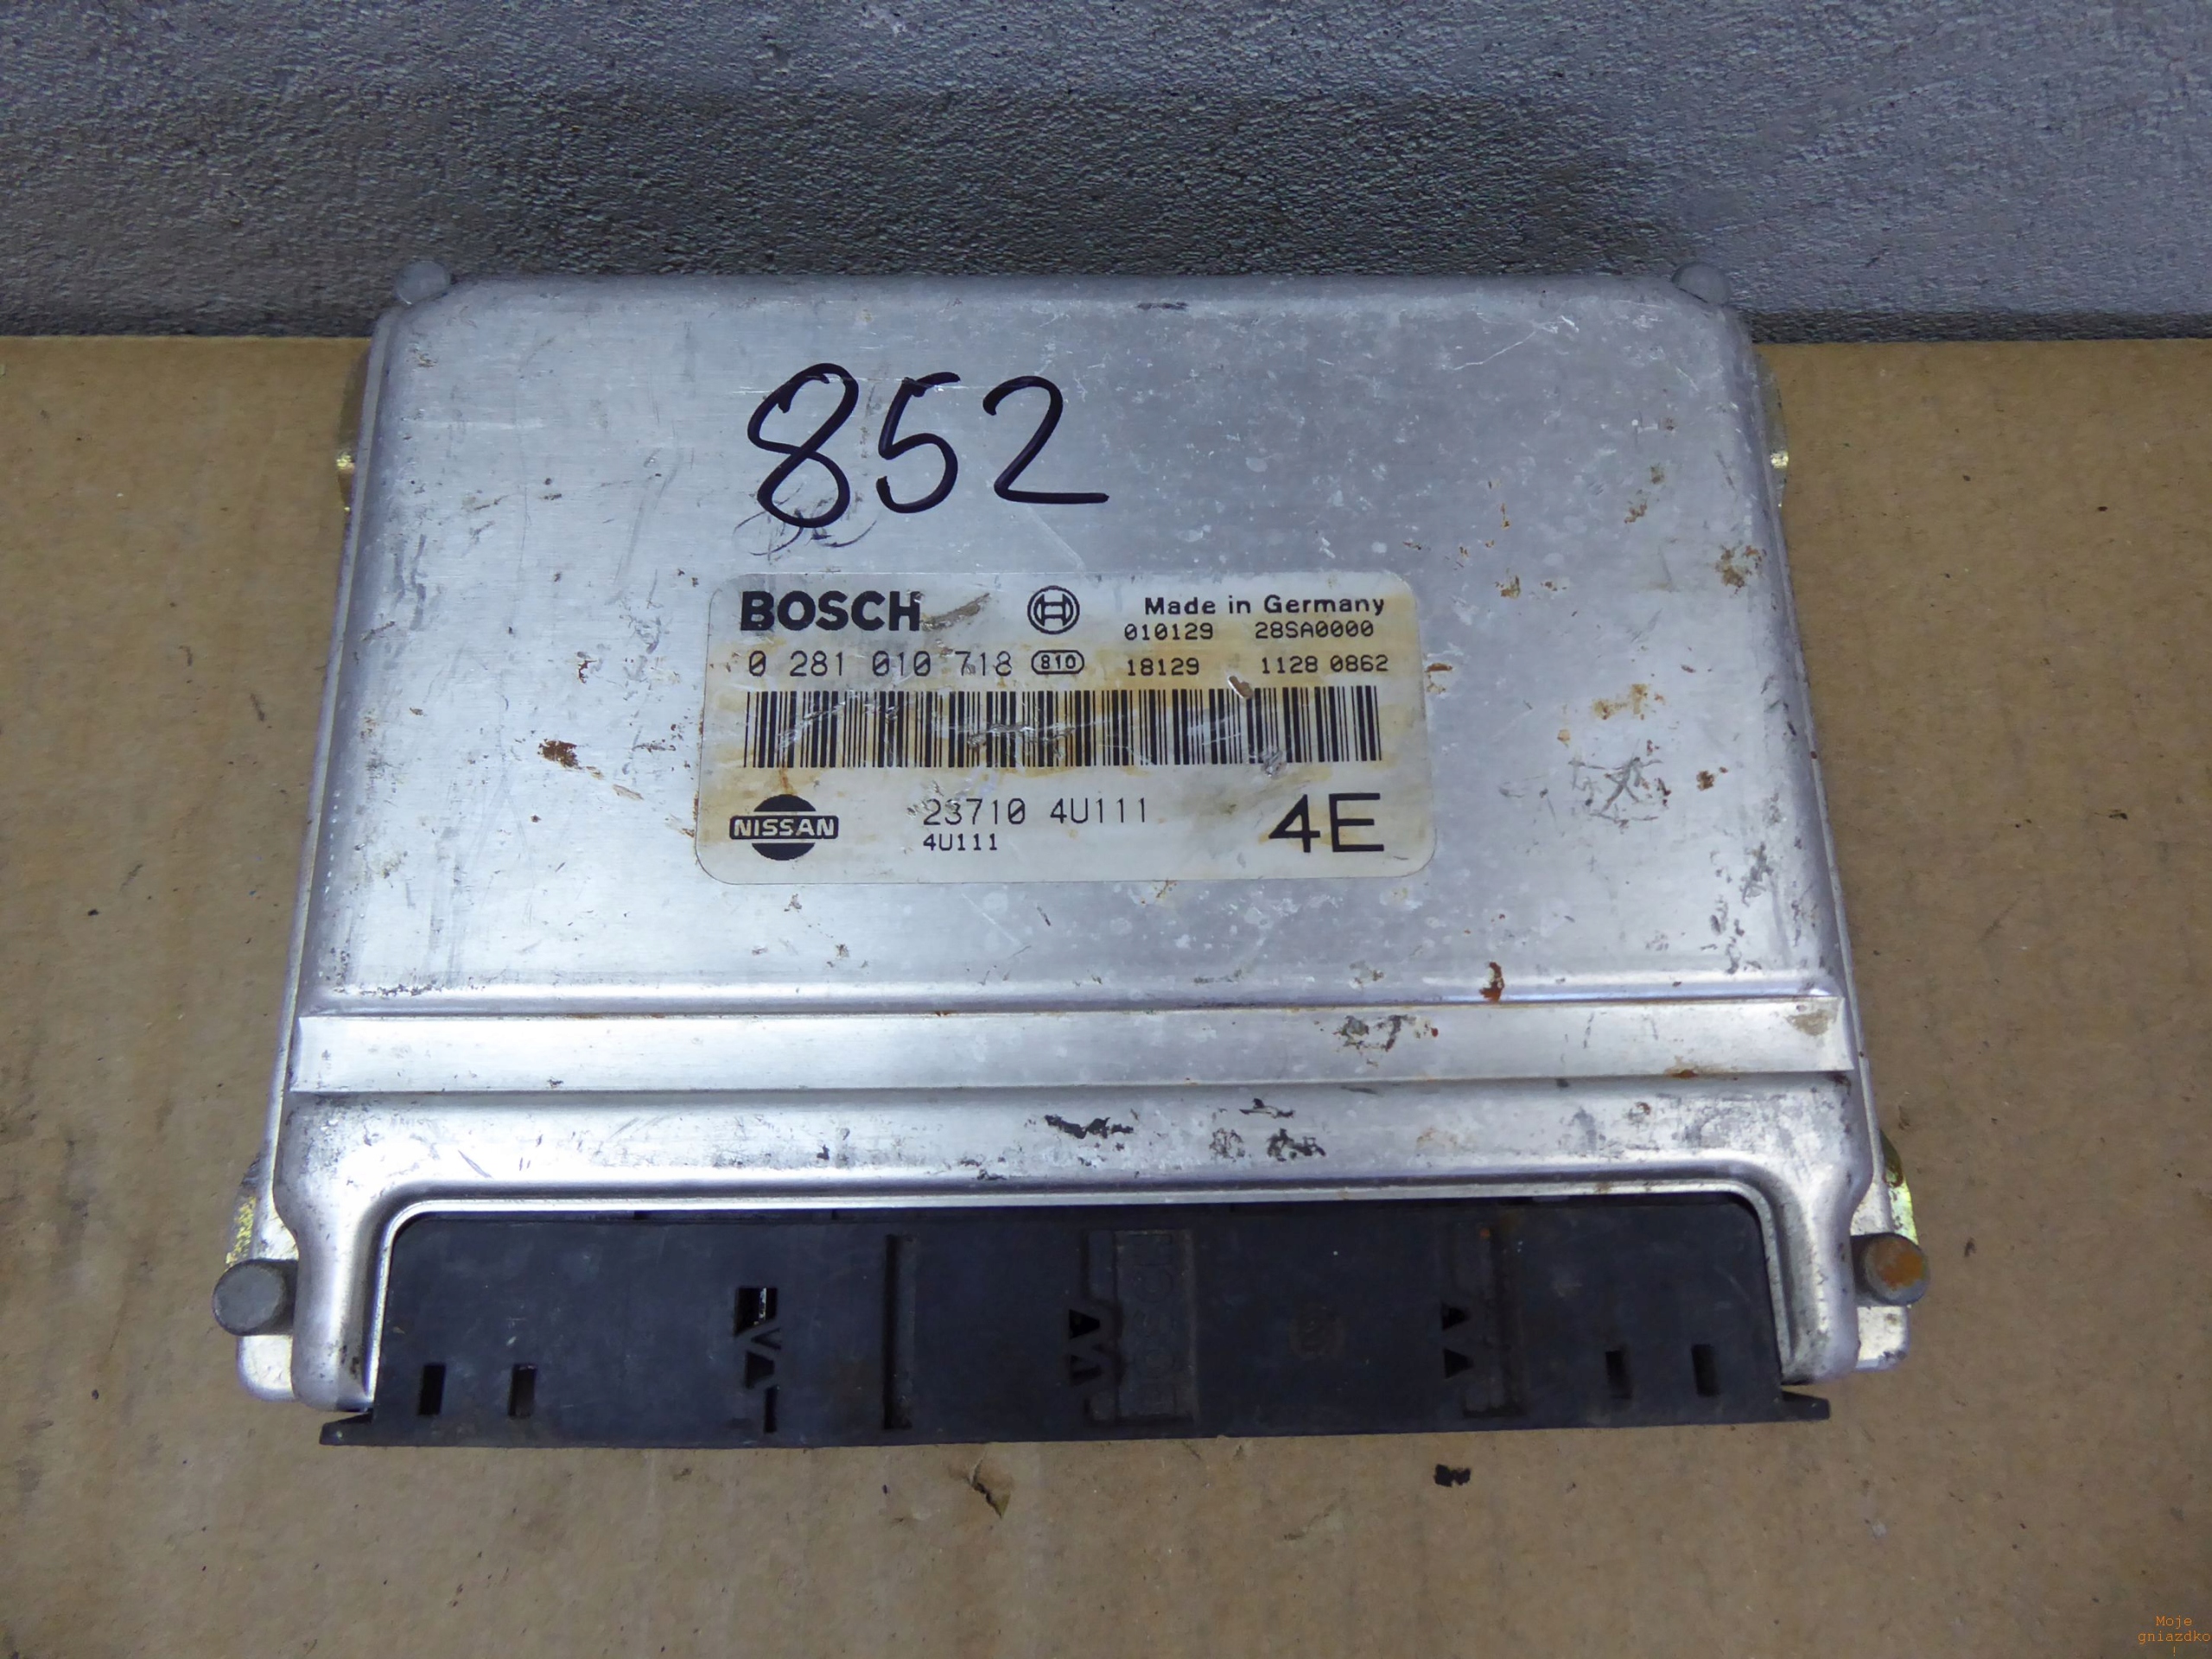 852
BOSCH Made in Germany
010129 28SA0000
0 281 010 718 810 18129 1128 0862
NISSAN 23710 4U111 4E
4U111
BOSCH
Moje
gniazdko
!